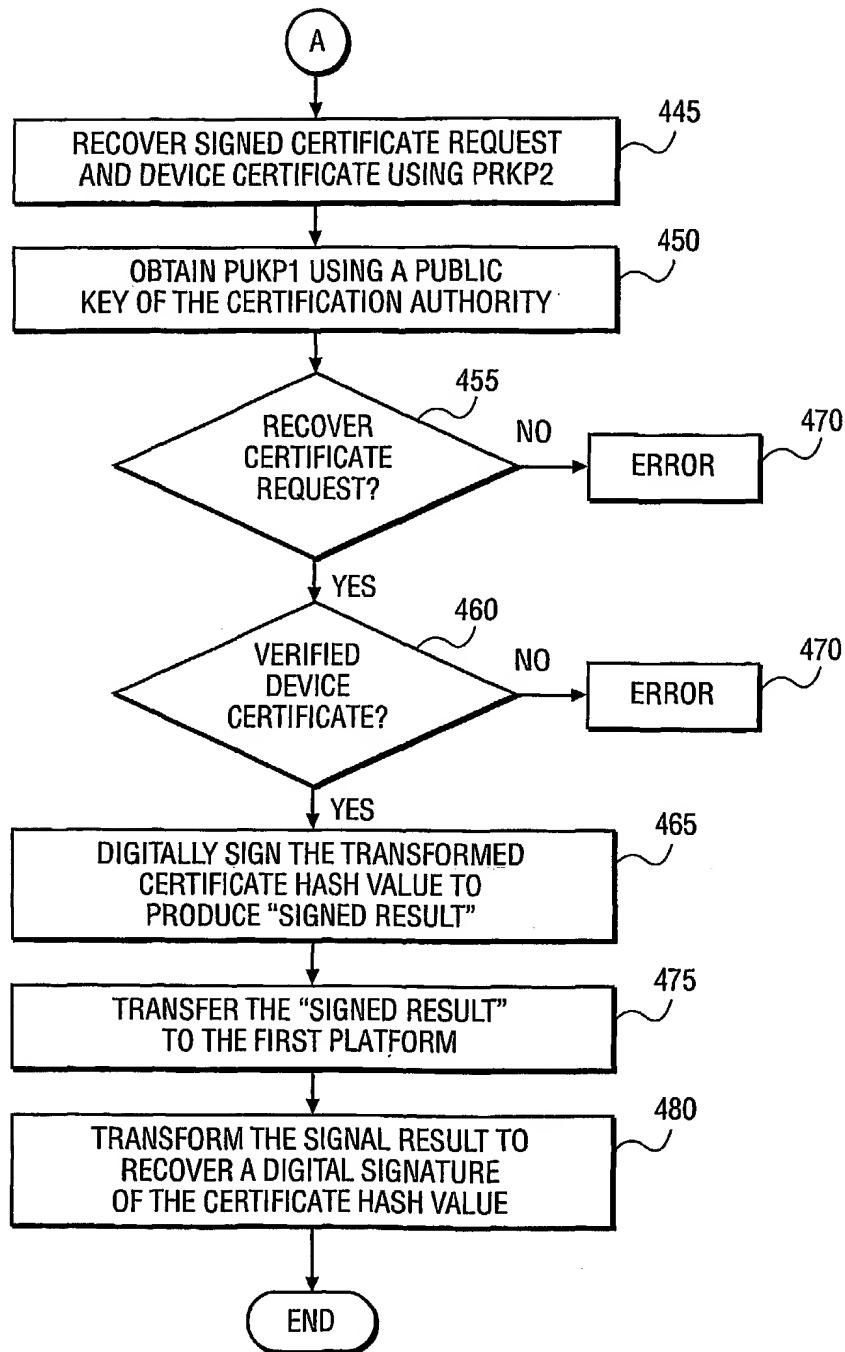 A
445
RECOVER SIGNED CERTIFICATE REQUEST
AND DEVICE CERTIFICATE USING PRKP2
450
OBTAIN PUKP1 USING A PUBLIC
KEY OF THE CERTIFICATION AUTHORITY
455
RECOVER
CERTIFICATE
REQUEST?
NO
470
ERROR
YES
460
VERIFIED
DEVICE
CERTIFICATE?
NO
470
ERROR
YES
465
DIGITALLY SIGN THE TRANSFORMED
CERTIFICATE HASH VALUE TO
PRODUCE “SIGNED RESULT”
475
TRANSFER THE “SIGNED RESULT”
TO THE FIRST PLATFORM
480
TRANSFORM THE SIGNAL RESULT TO
RECOVER A DIGITAL SIGNATURE
OF THE CERTIFICATE HASH VALUE
END